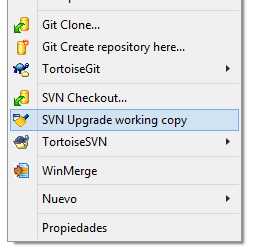 Git Clone...
Git Create repository here...
TortoiseGit
SVN Checkout...
SVN Upgrade working copy
TortoiseSVN
WinMerge
Nuevo
Propiedades